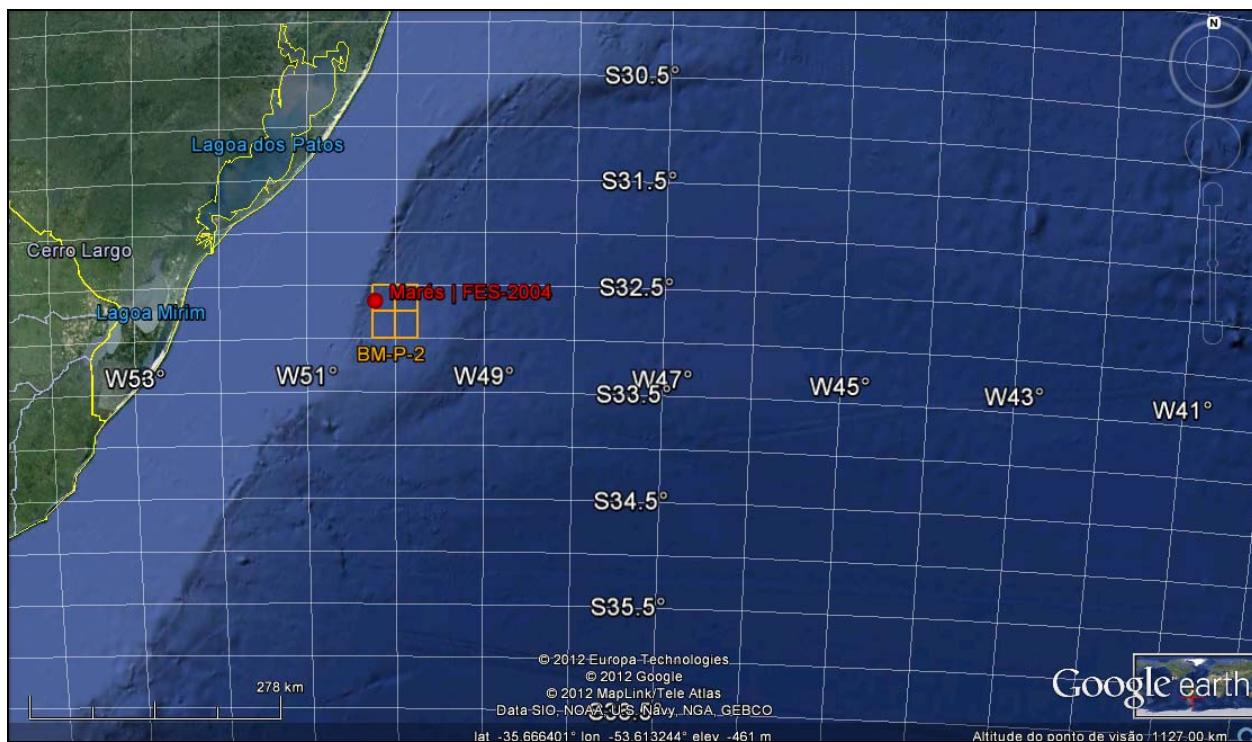 N
S30.5°
Lagoa dos Patos
S31.5°
Cerro Largo
S32.5°
Marés | FES-2004
Lagoa Mirim
BM-P-2
W53°
W51°
W49°
W47°
W45°
W43°
W41°
S33.5°
S34.5°
S35.5°
© 2012 Europa Technologies
© 2012 Google
© 2012 MapLink/Tele Atlas
Data SIO, NOAA, U.S. Navy, NGA, GEBCO
278 km
Google earth
lat -35.666401° lon -53.613244° elev -461 m
Altitude do ponto de visão 1127.00 km